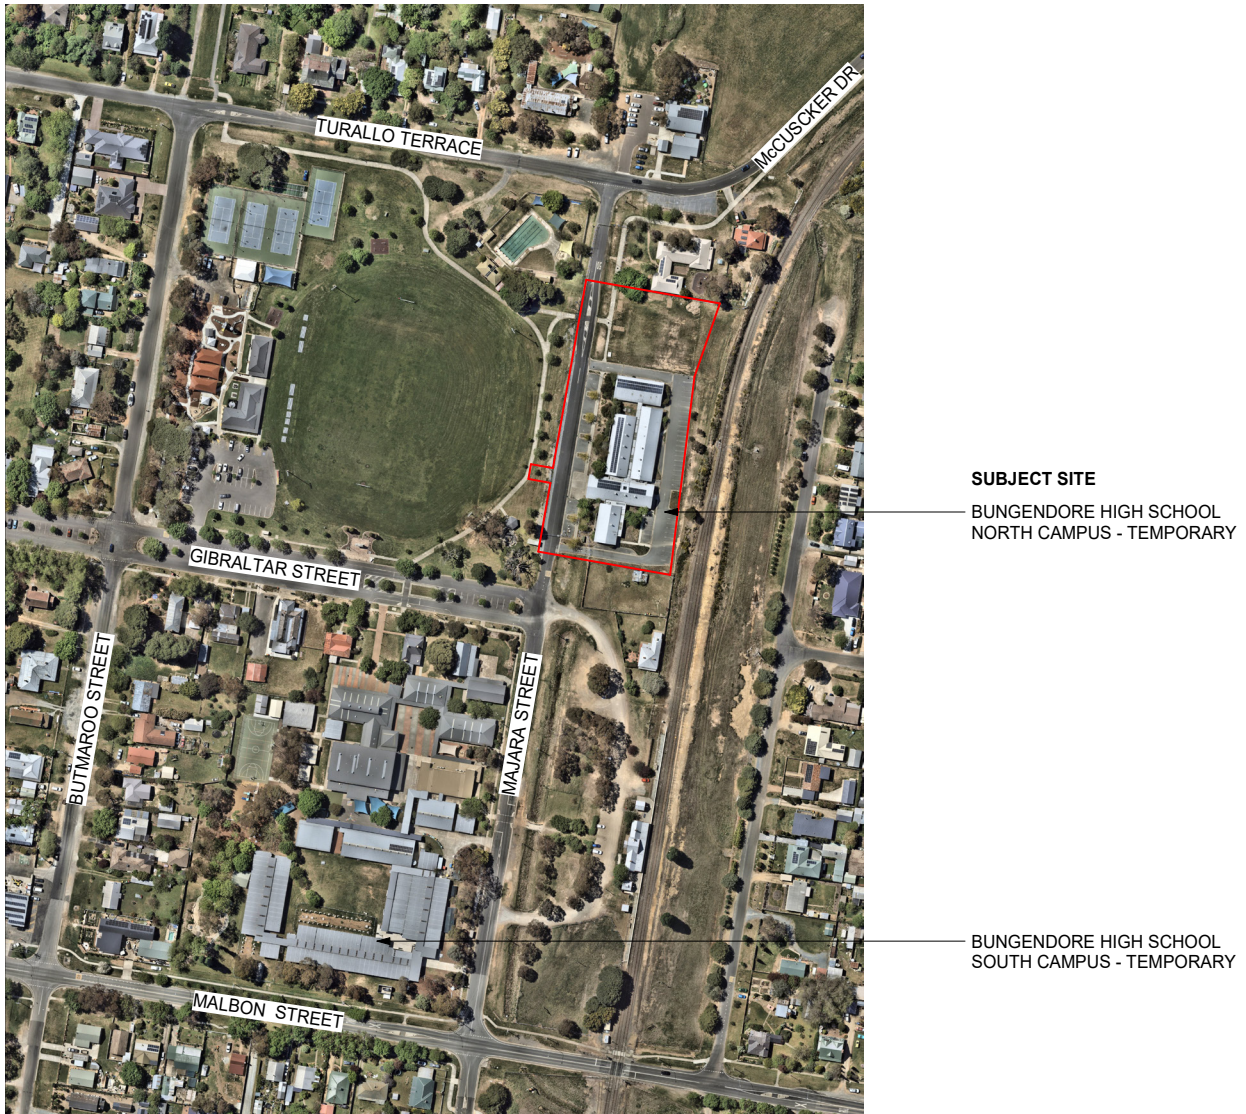 TURALLO TERRACE
McCUSCKER DR
SUBJECT SITE
BUNGENDORE HIGH SCHOOL
NORTH CAMPUS - TEMPORARY
GIBRALTAR STREET
BUTMAROO STREET
MAJARA STREET
BUNGENDORE HIGH SCHOOL
SOUTH CAMPUS - TEMPORARY
MALBON STREET